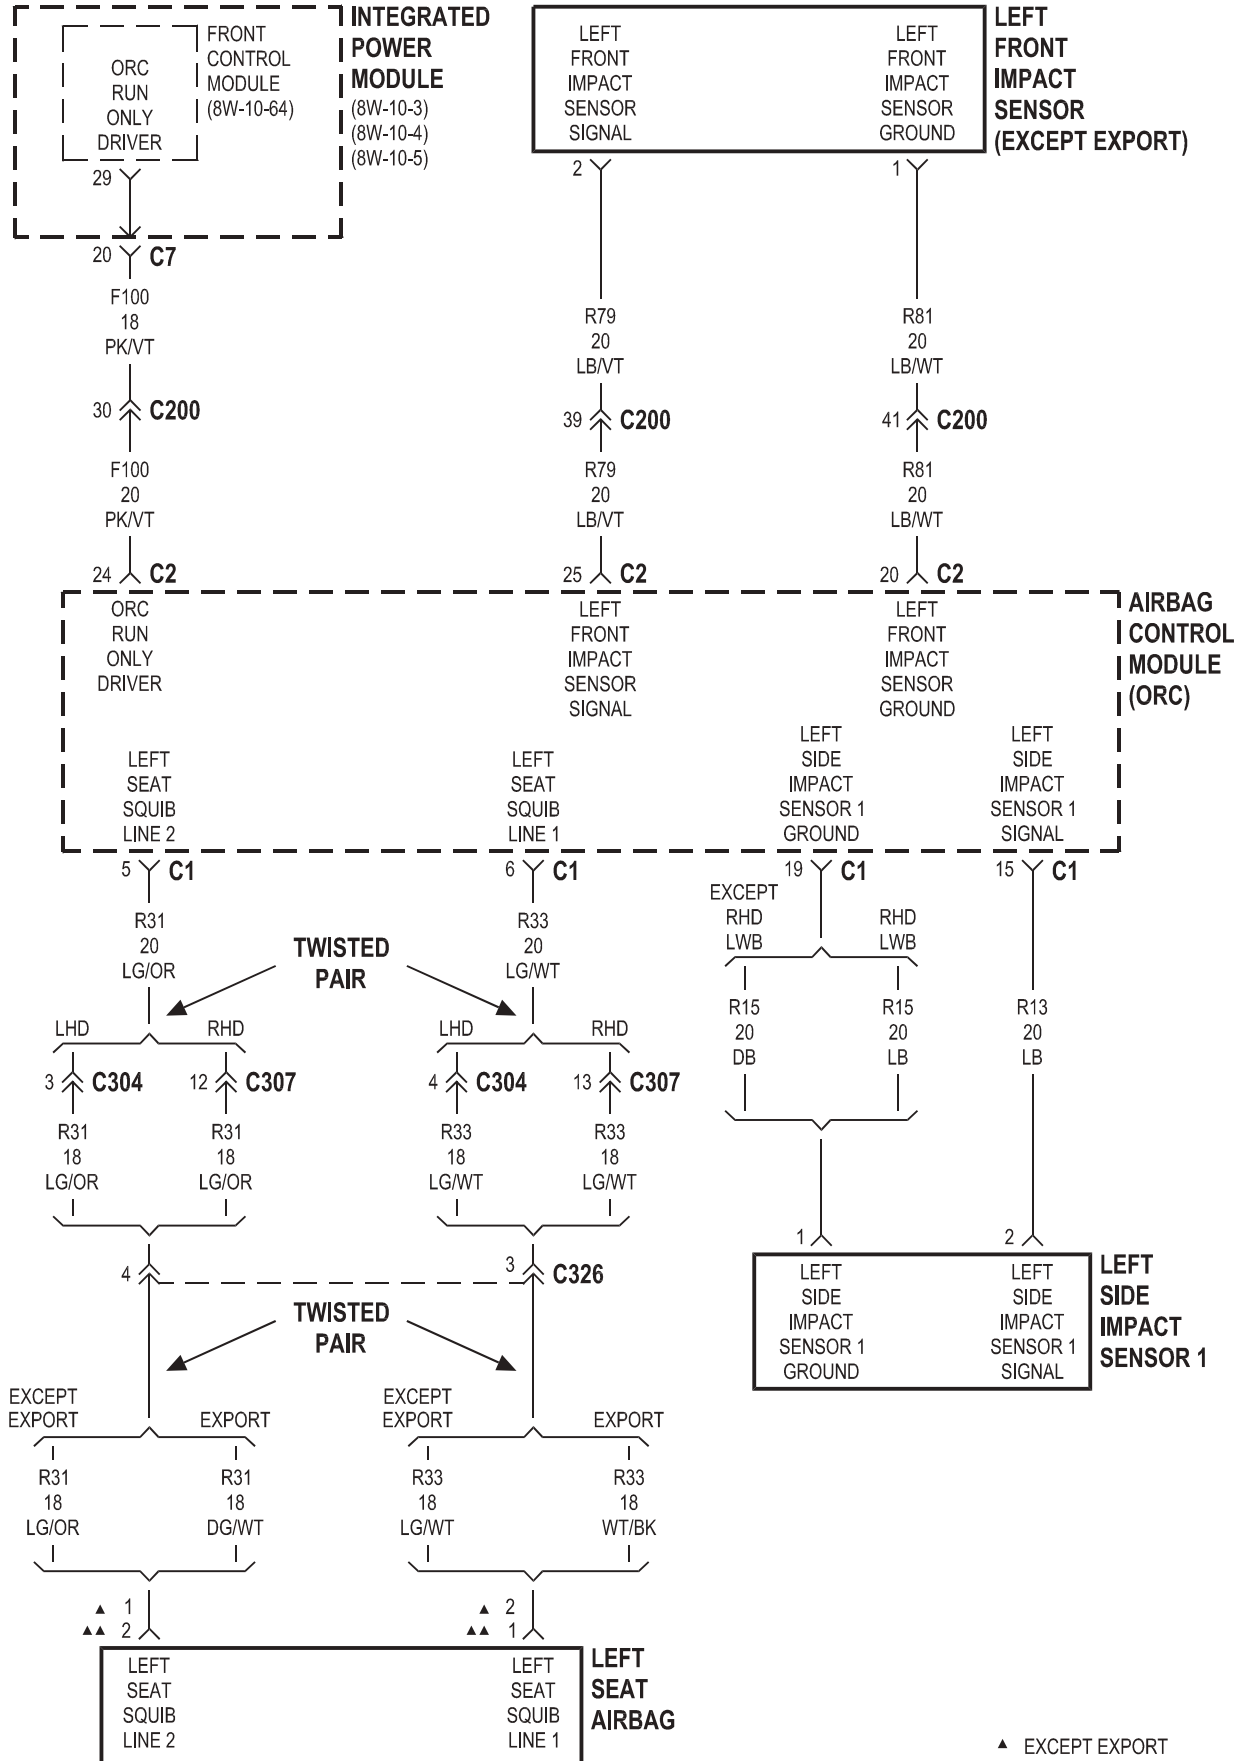 INTEGRATED
POWER
MODULE
(8W-10-3)
(8W-10-4)
(8W-10-5)
FRONT
CONTROL
MODULE
(8W-10-64)
ORC
RUN
ONLY
DRIVER
29
20 C7
F100
18
PK/VT
30 C200
F100
20
PK/VT
24 C2
LEFT
FRONT
IMPACT
SENSOR
SIGNAL
LEFT
FRONT
IMPACT
SENSOR
GROUND
LEFT
FRONT
IMPACT
SENSOR
(EXCEPT EXPORT)
2
1
R79
20
LB/VT
R81
20
LB/WT
39 C200
41 C200
R79
20
LB/VT
R81
20
LB/WT
25 C2
20 C2
ORC
RUN
ONLY
DRIVER
LEFT
FRONT
IMPACT
SENSOR
SIGNAL
LEFT
FRONT
IMPACT
SENSOR
GROUND
AIRBAG
CONTROL
MODULE
(ORC)
LEFT
SEAT
SQUIB
LINE 2
LEFT
SEAT
SQUIB
LINE 1
LEFT
SIDE
IMPACT
SENSOR 1
GROUND
LEFT
SIDE
IMPACT
SENSOR 1
SIGNAL
5 C1
6 C1
19 C1
15 C1
R31
20
LG/OR
TWISTED
PAIR
R33
20
LG/WT
EXCEPT
RHD
LWB
RHD
LWB
R15
20
DB
R15
20
LB
R13
20
LB
LHD
RHD
LHD
RHD
3 C304
12 C307
4 C304
13 C307
R31
18
LG/OR
R31
18
LG/OR
R33
18
LG/WT
R33
18
LG/WT
4
3 C326
1
2
LEFT
SIDE
IMPACT
SENSOR 1
GROUND
LEFT
SIDE
IMPACT
SENSOR 1
SIGNAL
LEFT
SIDE
IMPACT
SENSOR 1
TWISTED
PAIR
EXCEPT
EXPORT
EXPORT
EXCEPT
EXPORT
EXPORT
R31
18
LG/OR
R31
18
DG/WT
R33
18
LG/WT
R33
18
WT/BK
▲ 1
▲▲ 2
▲ 2
▲▲ 1
LEFT
SEAT
SQUIB
LINE 2
LEFT
SEAT
SQUIB
LINE 1
LEFT
SEAT
AIRBAG
▲ EXCEPT EXPORT